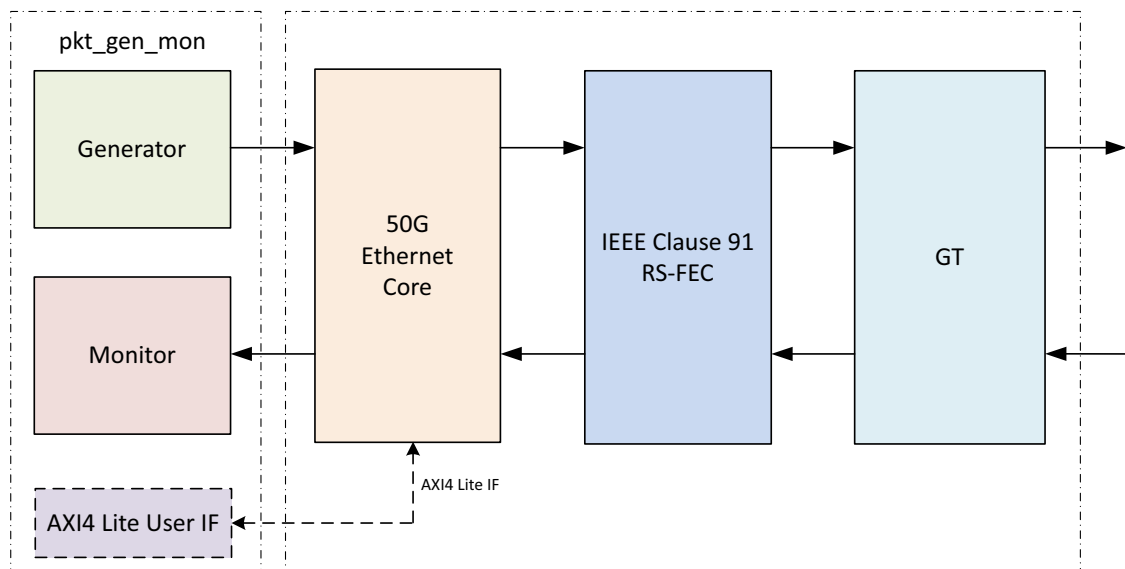 pkt_gen_mon
Generator
50G
Ethernet
Core
IEEE Clause 91
RS-FEC
GT
Monitor
AXI4 Lite IF
AXI4 Lite User IF